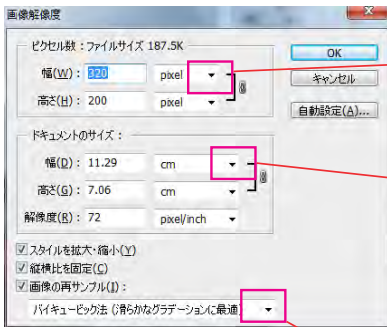 画像解像度
ピクセル数：ファイルサイズ 187.5K
幅(W)： 320 pixel
高さ(H)： 200 pixel
OK
キャンセル
自動設定(A)...
ドキュメントのサイズ：
幅(D)： 11.29 cm
高さ(G)： 7.06 cm
解像度(R)： 72 pixel/inch
スタイルを拡大・縮小(Y)
縦横比を固定(C)
画像の再サンプル(I)：
バイキュービック法 (滑らかなグラデーションに最適)